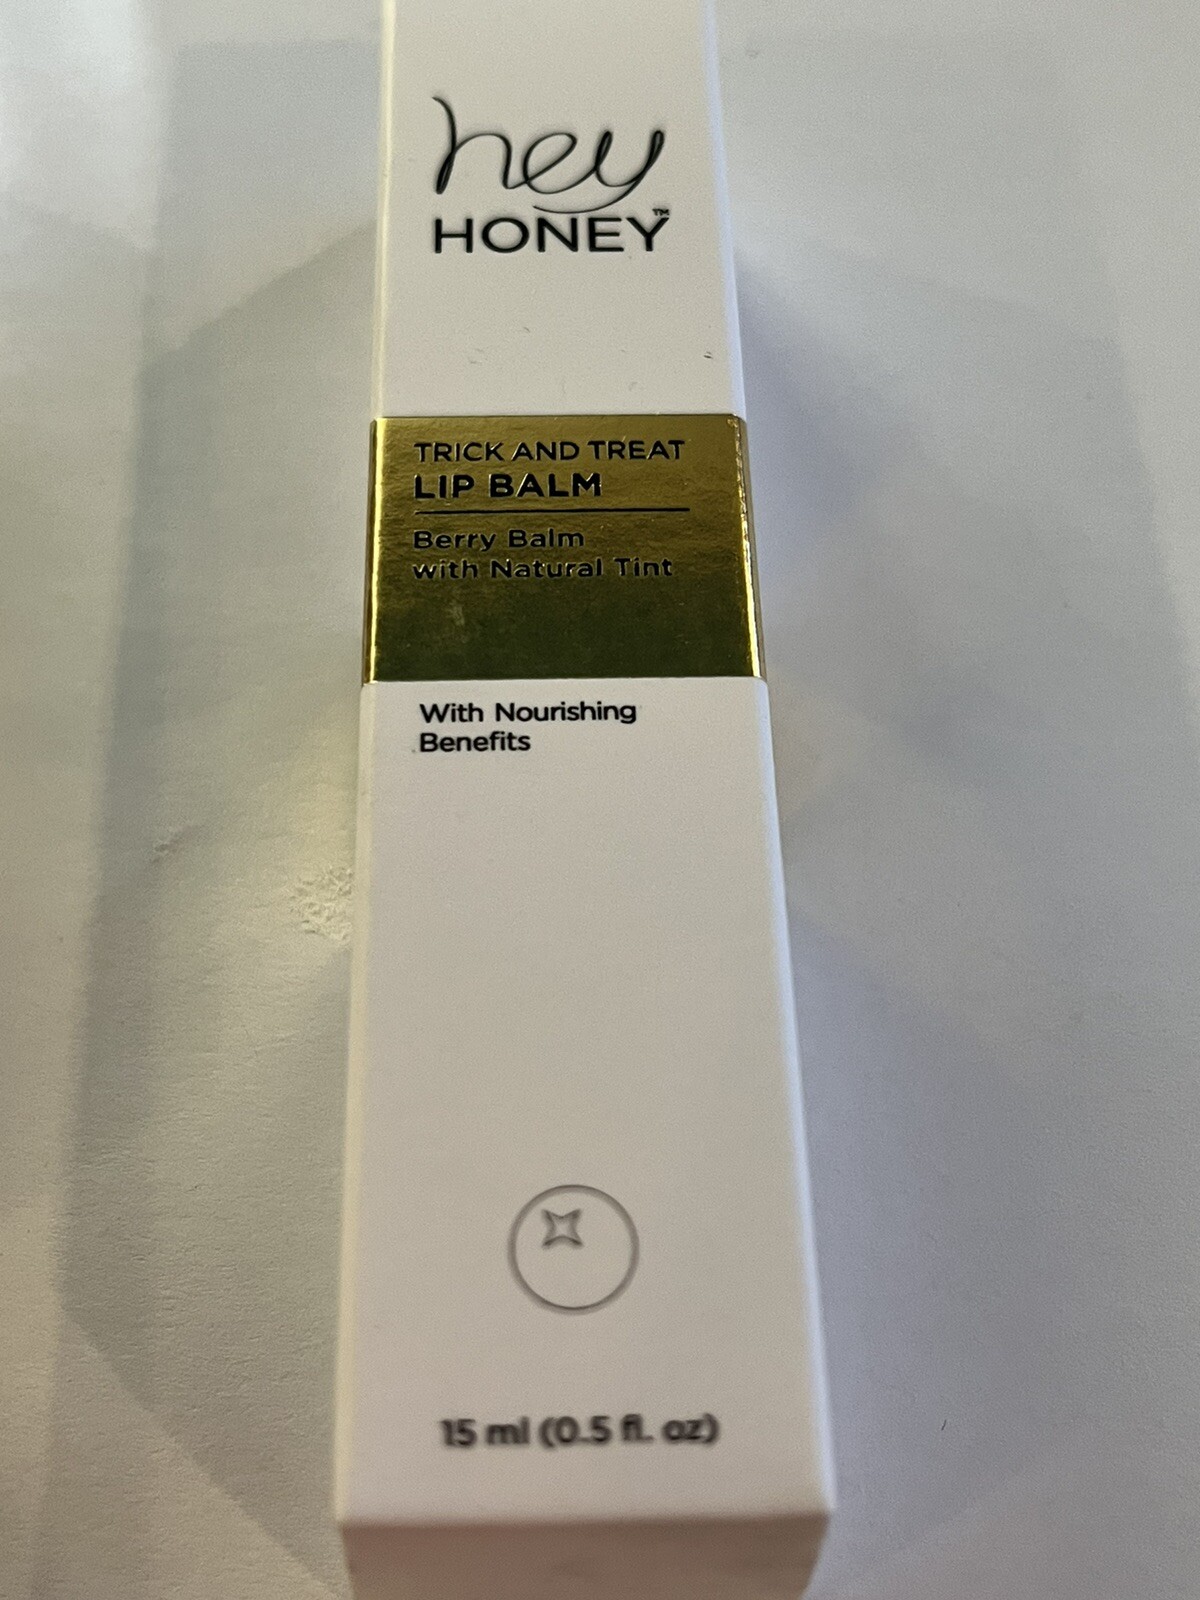 hey
HONEY™
TRICK AND TREAT
LIP BALM
Berry Balm
with Natural Tint
With Nourishing
Benefits
15 ml (0.5 fl. oz)